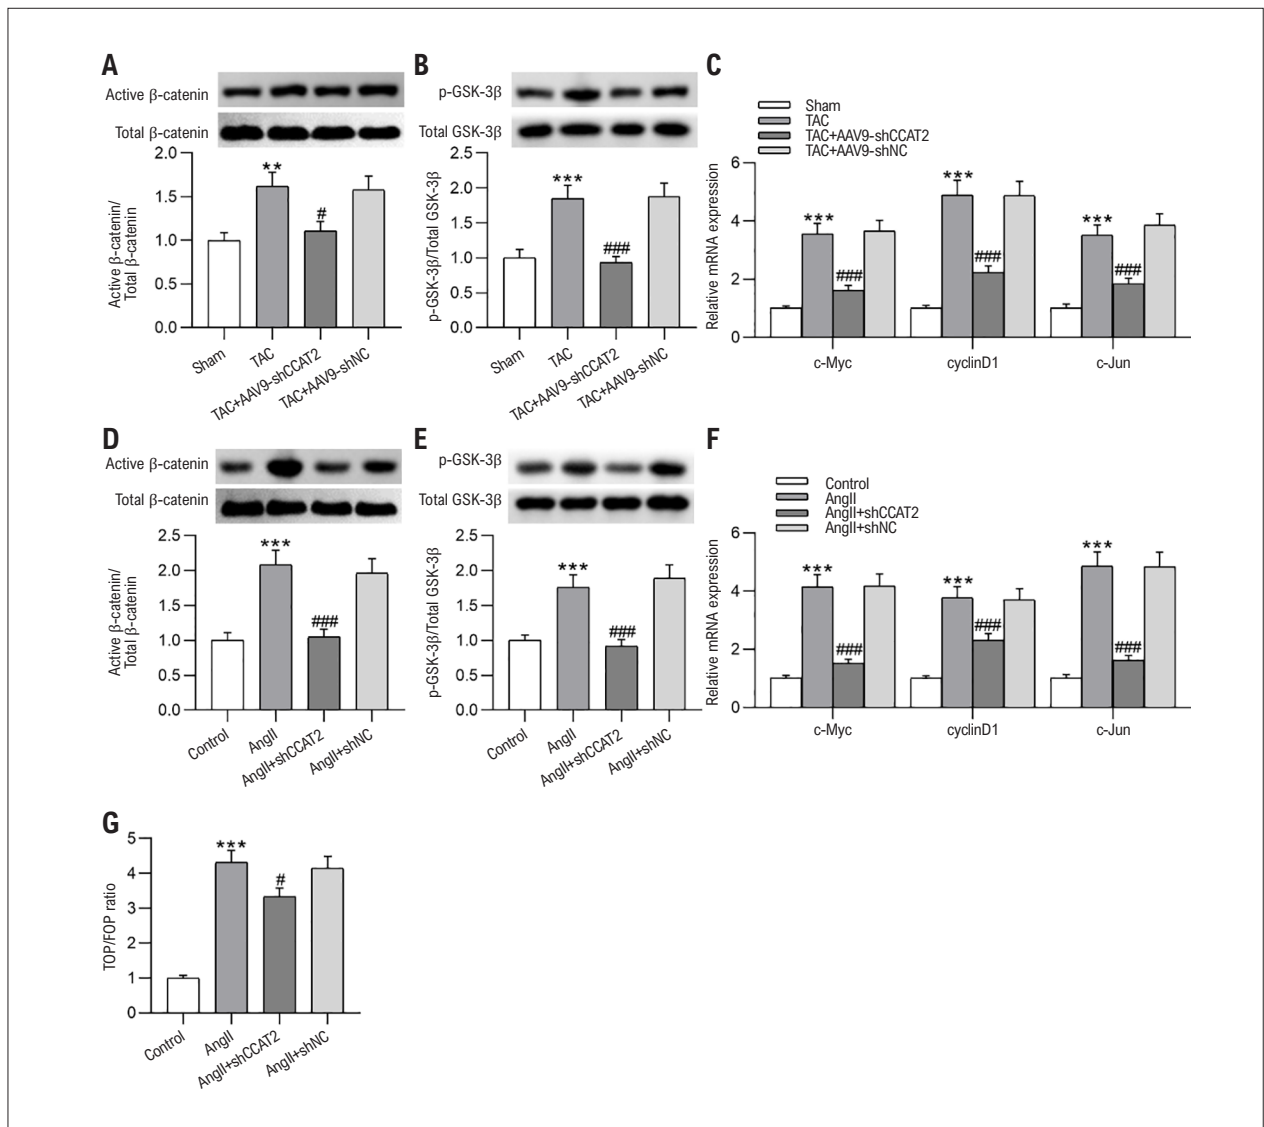 A
Active β-catenin
Total β-catenin
2.0
1.5
1.0
0.5
0.0
Active β-catenin/
Total β-catenin
**
#
Sham
TAC
TAC+AAV9-shCCAT2
TAC+AAV9-shNC
B
p-GSK-3β
Total GSK-3β
2.5
2.0
1.5
1.0
0.5
0.0
p-GSK-3β/Total GSK-3β
***
###
Sham
TAC
TAC+AAV9-shCCAT2
TAC+AAV9-shNC
C
Sham
TAC
TAC+AAV9-shCCAT2
TAC+AAV9-shNC
6
4
2
0
Relative mRNA expression
***
###
***
###
***
###
c-Myc
cyclinD1
c-Jun
D
Active β-catenin
Total β-catenin
2.5
2.0
1.5
1.0
0.5
0.0
Active β-catenin/
Total β-catenin
***
###
Control
AngII
AngII+shCCAT2
AngII+shNC
E
p-GSK-3β
Total GSK-3β
2.5
2.0
1.5
1.0
0.5
0.0
p-GSK-3β/Total GSK-3β
***
###
Control
AngII
AngII+shCCAT2
AngII+shNC
F
Control
AngII
AngII+shCCAT2
AngII+shNC
6
4
2
0
Relative mRNA expression
***
###
***
###
***
###
c-Myc
cyclinD1
c-Jun
G
5
4
3
2
1
0
TOP/FOP ratio
***
#
Control
AngII
AngII+shCCAT2
AngII+shNC